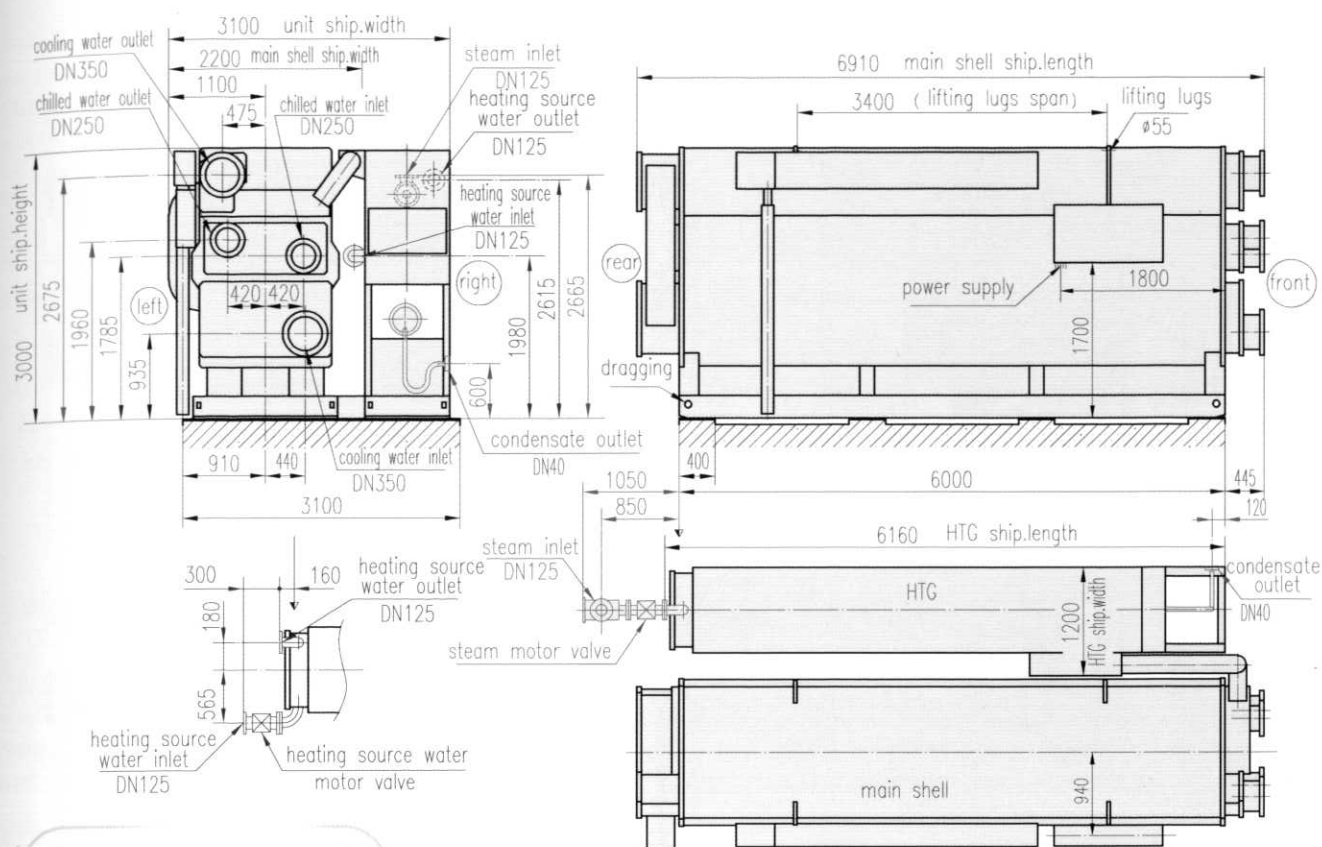 3100 unit ship.width
cooling water outlet
DN350
2200 main shell ship.width
steam inlet
DN125
1100
chilled water outlet
DN250
475
chilled water inlet
DN250
heating source
water outlet
DN125
6910 main shell ship.length
3400 (lifting lugs span)
lifting lugs
ø55
heating source
water inlet
DN125
3000 unit ship.height
2675
1960
1785
935
left
420
420
right
1980
2615
2665
600
rear
power supply
1800
front
1700
dragging
910
440
cooling water inlet
DN350
condensate outlet
DN40
3100
400
6000
445
1050
850
120
6160 HTG ship.length
steam inlet
DN125
HTG
1200
HTG ship.width
condensate
outlet
DN40
steam motor valve
300
160
heating source
water outlet
DN125
180
565
heating source
water inlet
DN125
heating source water
motor valve
main shell
940